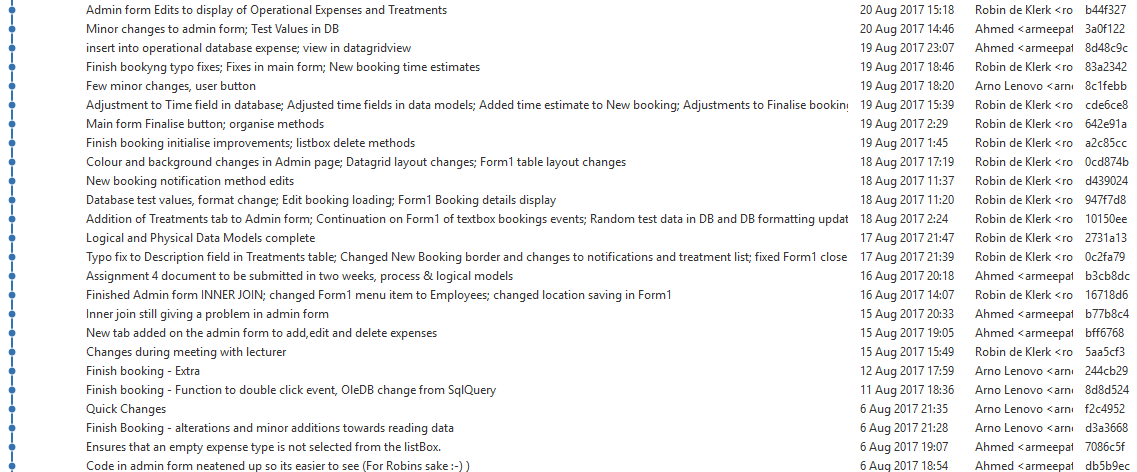 Admin form Edits to display of Operational Expenses and Treatments 20 Aug 2017 15:18 Robin de Klerk <ro b44f327
Minor changes to admin form; Test Values in DB 20 Aug 2017 14:46 Ahmed <armeepat 3a0f122
insert into operational database expense; view in datagridview 19 Aug 2017 23:07 Ahmed <armeepat 8d48c9c
Finish bookyng typo fixes; Fixes in main form; New booking time estimates 19 Aug 2017 18:46 Robin de Klerk <ro 83a2342
Few minor changes, user button 19 Aug 2017 18:20 Arno Lenovo <arn 8c1febb
Adjustment to Time field in database; Adjusted time fields in data models; Added time estimate to New booking; Adjustments to Finalise booking 19 Aug 2017 15:39 Robin de Klerk <ro cde6ce8
Main form Finalise button; organise methods 19 Aug 2017 2:29 Robin de Klerk <ro 642e91a
Finish booking initialise improvements; listbox delete methods 19 Aug 2017 1:45 Robin de Klerk <ro a2c85cc
Colour and background changes in Admin page; Datagrid layout changes; Form1 table layout changes 18 Aug 2017 17:19 Robin de Klerk <ro 0cd874b
New booking notification method edits 18 Aug 2017 11:37 Robin de Klerk <ro d439024
Database test values, format change; Edit booking loading; Form1 Booking details display 18 Aug 2017 11:20 Robin de Klerk <ro 947f7d8
Addition of Treatments tab to Admin form; Continuation on Form1 of textbox bookings events; Random test data in DB and DB formatting updat 18 Aug 2017 2:24 Robin de Klerk <ro 10150ee
Logical and Physical Data Models complete 17 Aug 2017 21:47 Robin de Klerk <ro 2731a13
Typo fix to Description field in Treatments table; Changed New Booking border and changes to notifications and treatment list; fixed Form1 close 17 Aug 2017 21:39 Robin de Klerk <ro 0c2fa79
Assignment 4 document to be submitted in two weeks, process & logical models 16 Aug 2017 20:18 Ahmed <armeepat b3cb8dc
Finished Admin form INNER JOIN; changed Form1 menu item to Employees; changed location saving in Form1 16 Aug 2017 14:07 Robin de Klerk <ro 16718d6
Inner join still giving a problem in admin form 15 Aug 2017 20:33 Ahmed <armeepat b77b8c4
New tab added on the admin form to add,edit and delete expenses 15 Aug 2017 19:05 Ahmed <armeepat bff6768
Changes during meeting with lecturer 15 Aug 2017 15:49 Robin de Klerk <ro 5aa5cf3
Finish booking - Extra 12 Aug 2017 17:59 Arno Lenovo <arn 244cb29
Finish booking - Function to double click event, OleDB change from SqlQuery 11 Aug 2017 18:36 Arno Lenovo <arn 8d8d524
Quick Changes 6 Aug 2017 21:35 Arno Lenovo <arn f2c4952
Finish Booking - alterations and minor additions towards reading data 6 Aug 2017 21:28 Arno Lenovo <arn d3a3668
Ensures that an empty expense type is not selected from the listBox. 6 Aug 2017 19:07 Ahmed <armeepat 7086c5f
Code in admin form neatened up so its easier to see (For Robins sake :-) ) 6 Aug 2017 18:54 Ahmed <armeepat db5b9ec